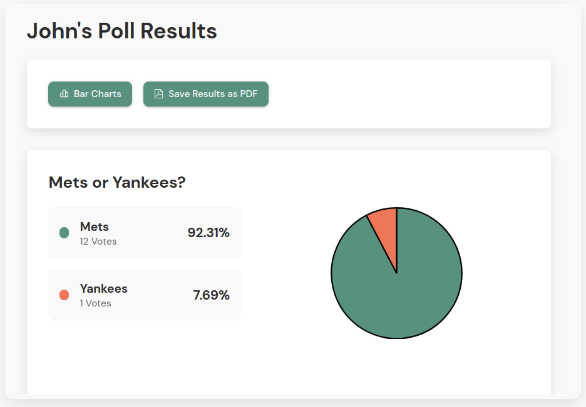 John's Poll Results
Bar Charts
Save Results as PDF
Mets or Yankees?
Mets
12 Votes
92.31%
Yankees
1 Votes
7.69%